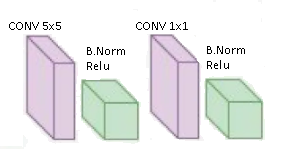 CONV 5x5
B.Norm
Relu
CONV 1x1
B.Norm
Relu